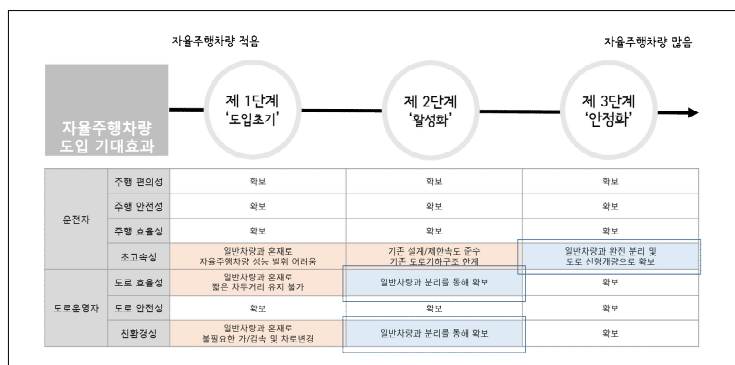 자율주행차량 적음
자율주행차량 많음
자율주행차량
도입 기대효과
제 1단계
'도입초기'
제 2단계
'활성화'
제 3단계
'안정화'
운전자
주행 편의성
확보
확보
확보
주행 안전성
확보
확보
확보
주행 효율성
확보
확보
확보
초고속성
일반차량과 혼재로
자율주행차량 성능 발휘 어려움
기존 설계/제한속도 준수
기존 도로기하구조 한계
일반차량과 완전 분리 및
도로 선형개량으로 확보
도로운영자
도로 효율성
일반차량과 혼재로
짧은 차두거리 유지 불가
일반차량과 분리를 통해 확보
확보
도로 안전성
확보
확보
확보
친환경성
일반차량과 혼재로
불필요한 가/감속 및 차로변경
일반차량과 분리를 통해 확보
확보